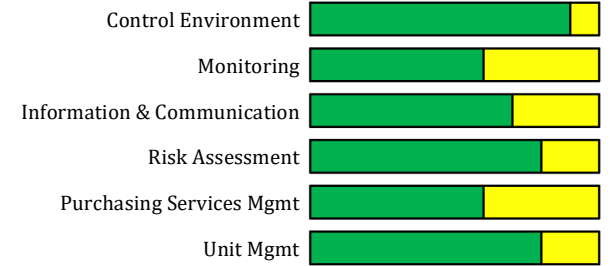 Control Environment
Monitoring
Information & Communication
Risk Assessment
Purchasing Services Mgmt
Unit Mgmt